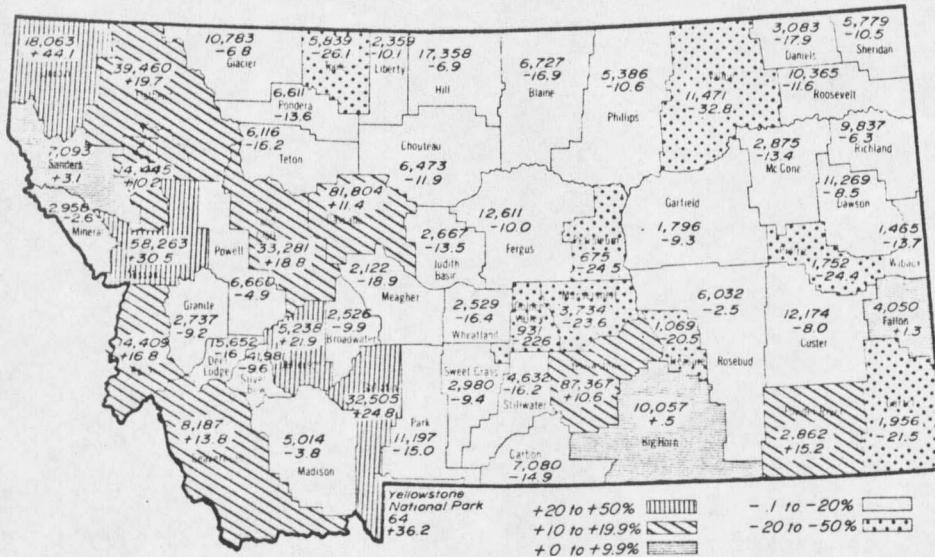 18,063
+44.1
39,460
+19.7
10,783
-6.8
Glacier
5,839
-26.1
2,359
-10.1
Liberty
17,358
-6.9
Hill
6,727
-16.9
Blaine
5,386
-10.6
Phillips
11,471
-32.8
3,083
-17.9
Daniels
5,779
-10.5
Sheridan
10,365
-11.6
Roosevelt
6,611
Pondera
-13.6
6,116
-16.2
Teton
Chouteau
6,473
-11.9
7,093
Sanders
+3.1
14,445
+10.2
2,875
-13.4
Mc Cone
9,837
-6.3
Richland
11,269
-8.5
Dawson
1,465
-13.7
Wibaux
2958
-2.6
Mineral
58,263
+30.5
Powell
6,660
-4.9
33,281
+18.8
81,804
+11.4
2,667
-13.5
Judith
Basin
12,611
-10.0
Fergus
675
-24.5
Garfield
1,796
-9.3
1,752
-24.4
Granite
2,737
-9.2
2,122
-18.9
Meagher
2,526
-9.9
Broadwater
5,238
+21.9
15,652
-16
Deer
Lodge
41,981
-9.6
Silver
Bow
2,529
-16.4
Wheatland
931
-226
3,734
-23.6
1,069
-20.5
6,032
-2.5
Rosebud
12,174
-8.0
Custer
4,050
Fallon
+1.3
14,409
+16.8
8,187
+13.8
5,014
-3.8
Madison
32,505
+24.8
Park
11,197
-15.0
Sweet Grass
2,980
-9.4
4,632
-16.2
Stillwater
87,367
+10.6
10,057
+.5
Big Horn
2,862
+15.2
1,956
-21.5
Carbon
7,080
-14.9
Yellowstone
National Park
64
+36.2
+20 to +50%
+10 to +19.9%
+0 to +9.9%
-.1 to -20%
-20 to -50%